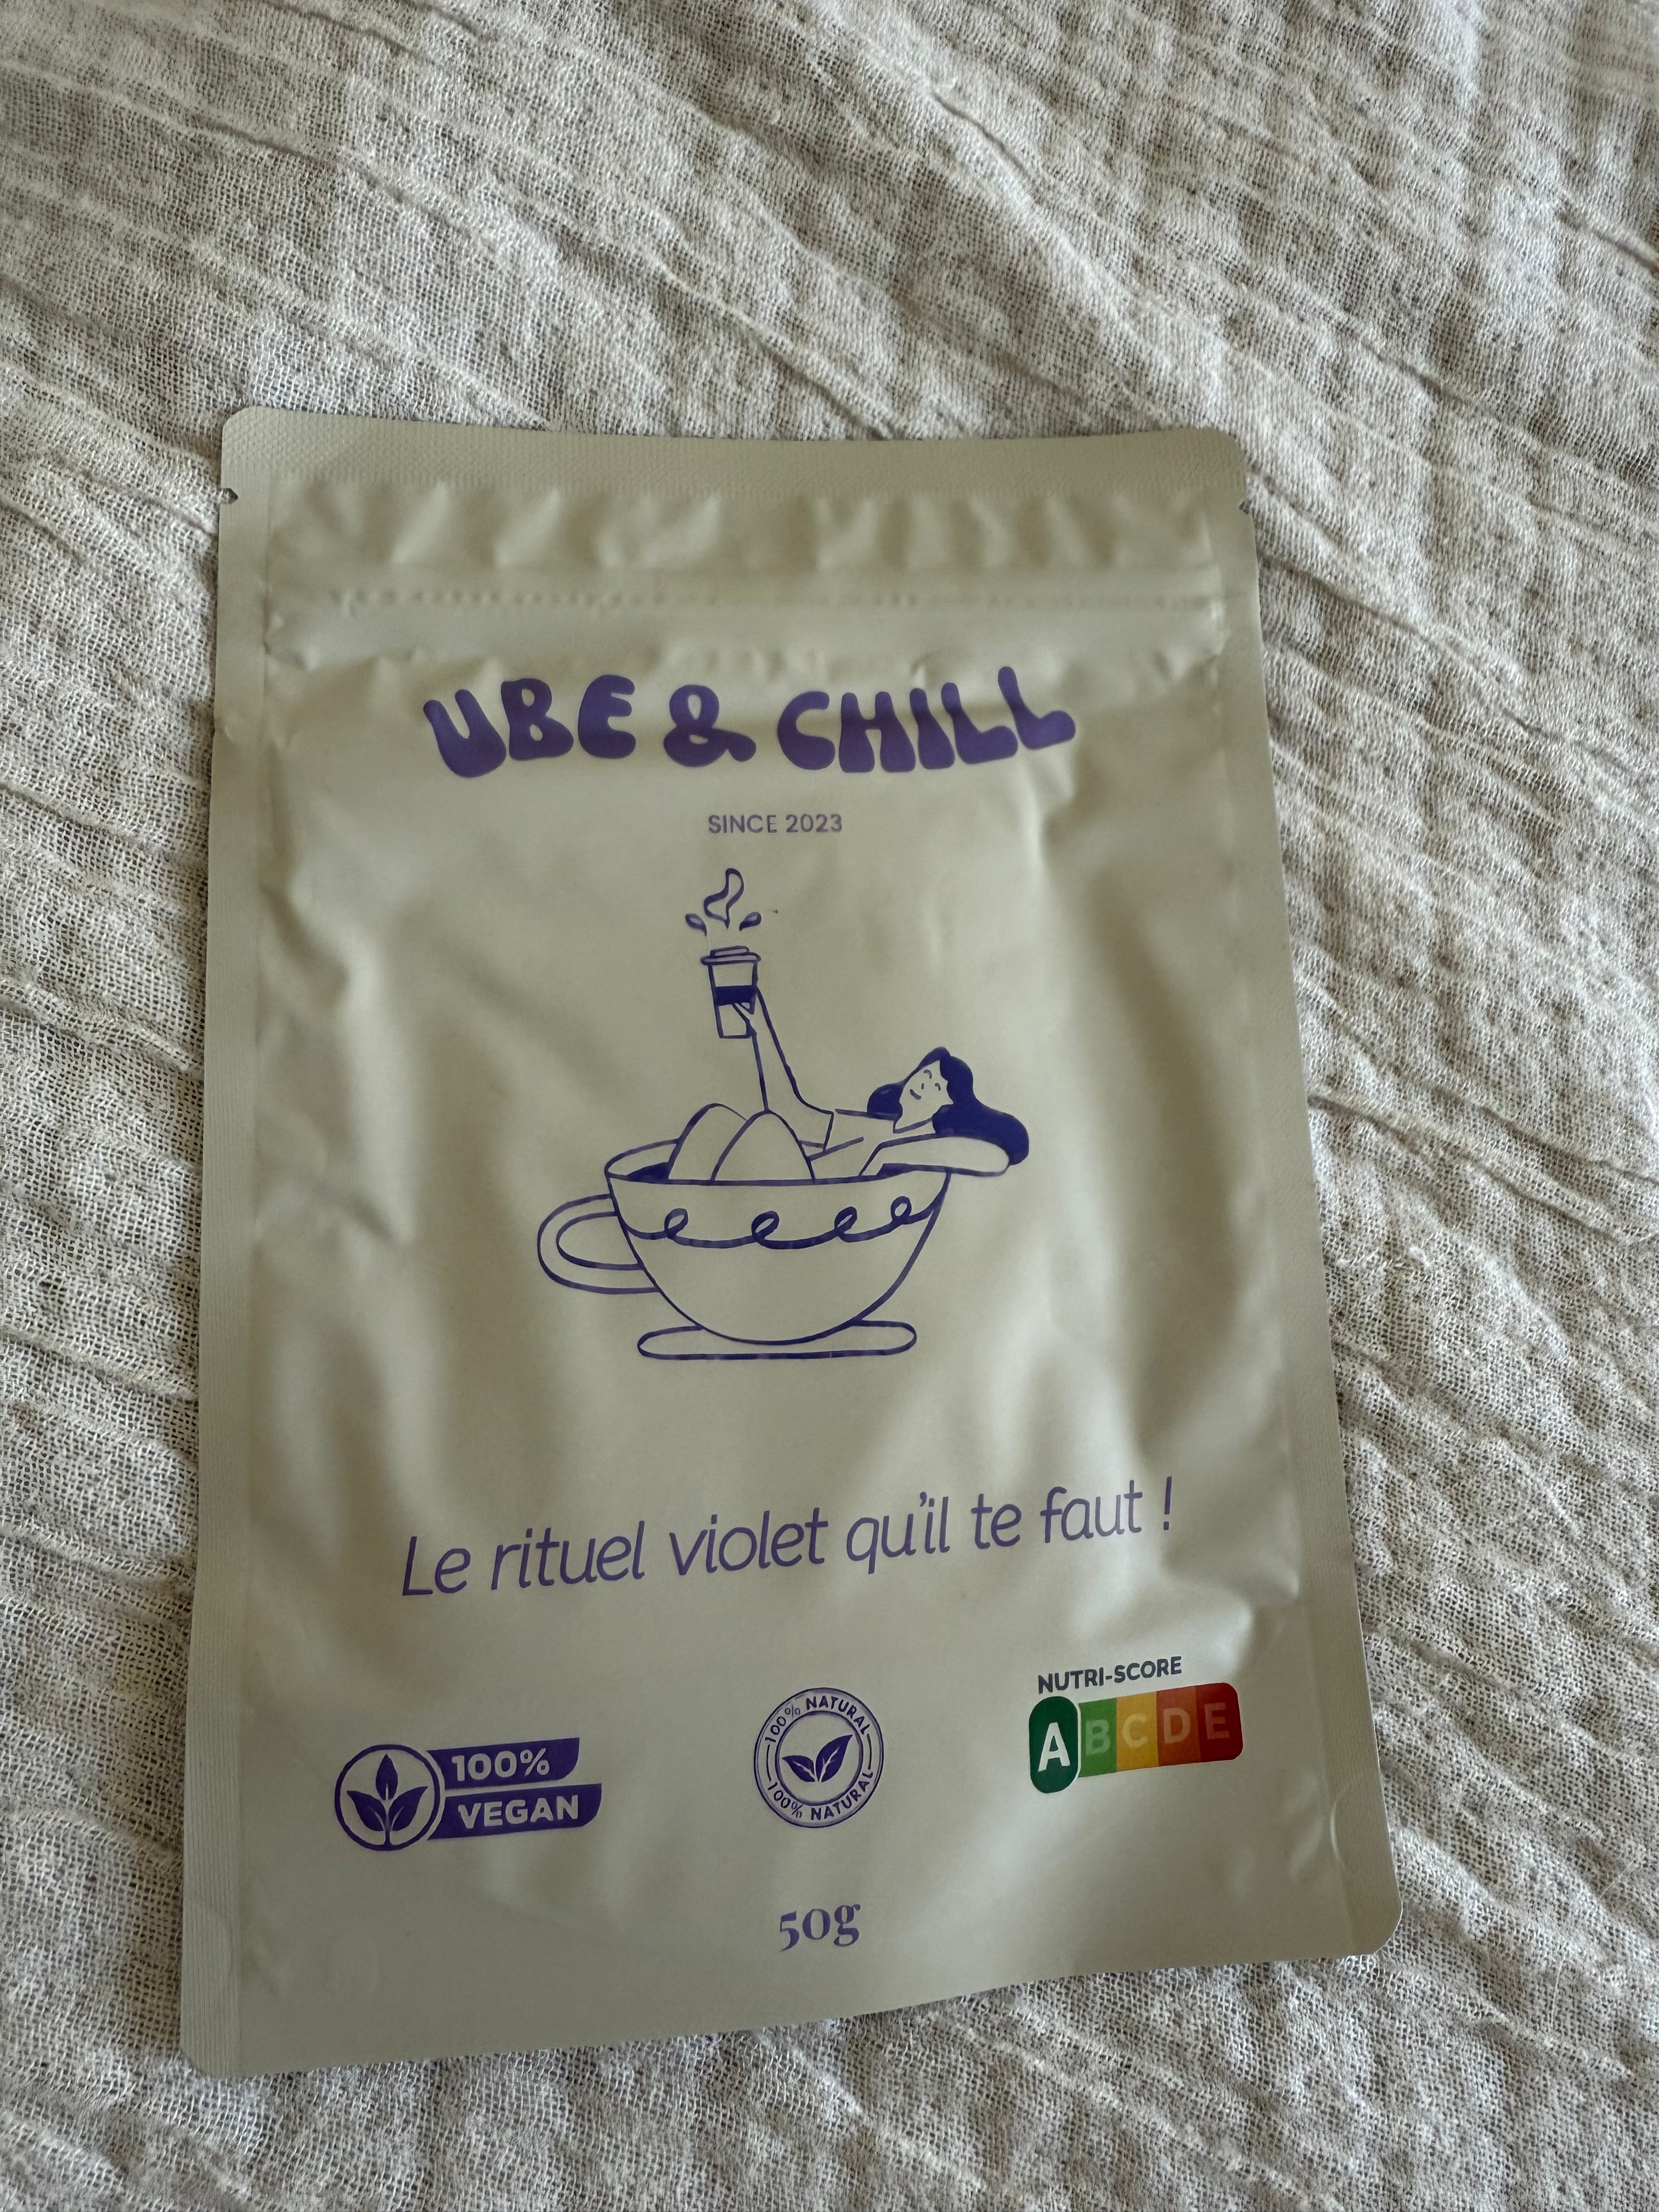 UBE & CHILL
SINCE 2023
Le rituel violet qu'il te faut !
100%
VEGAN
100% NATURAL
100% NATURAL
NUTRI-SCORE
A B C D E
50g